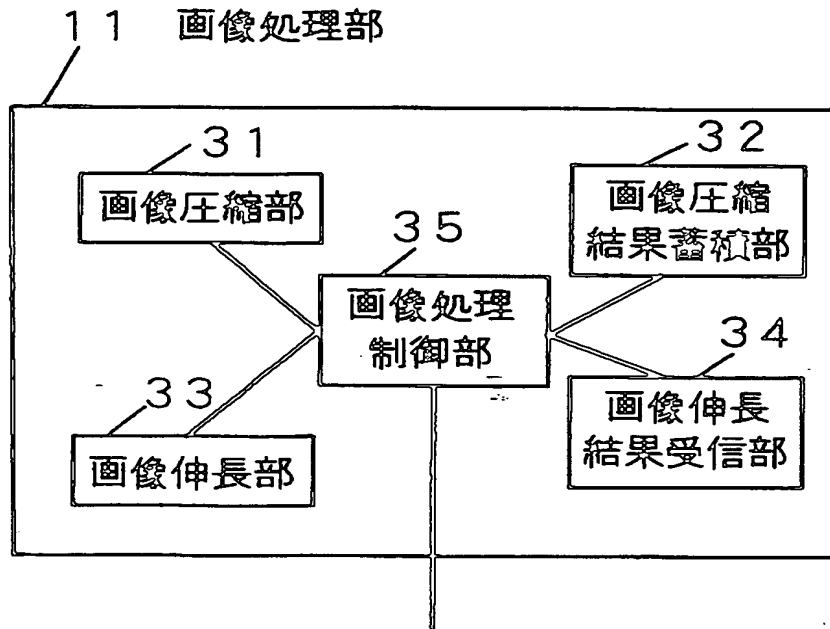 １１　画像処理部
３１
画像圧縮部
３２
画像圧縮
結果蓄積部
３５
画像処理
制御部
３３
画像伸長部
３４
画像伸長
結果受信部